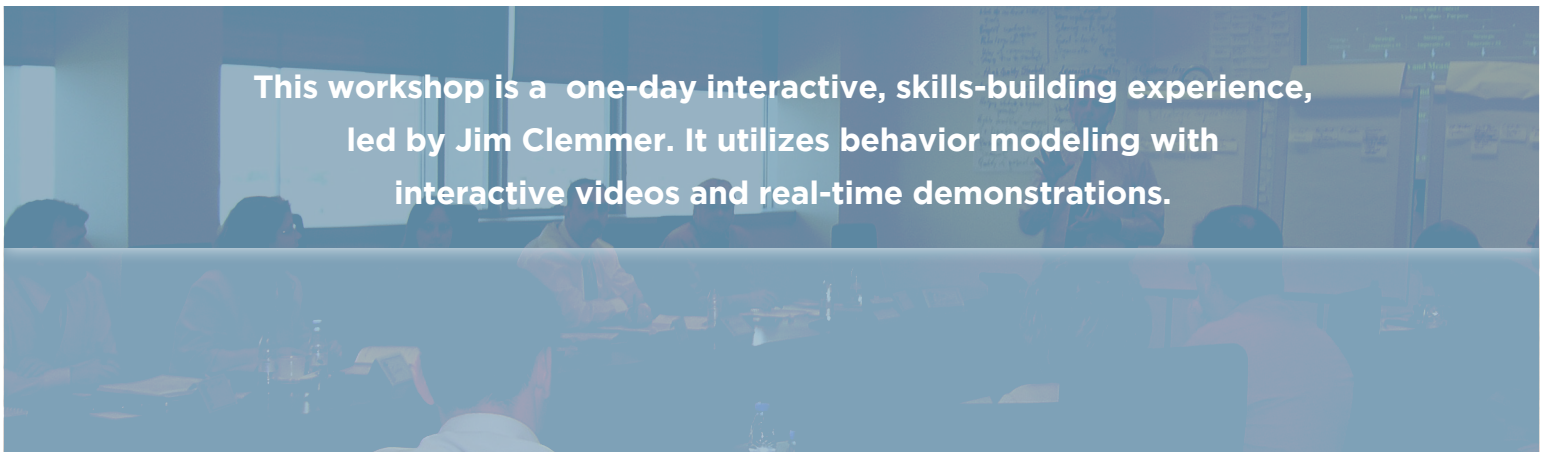 This workshop is a  one-day interactive, skills-building experience,
led by Jim Clemmer. It utilizes behavior modeling with
interactive videos and real-time demonstrations.